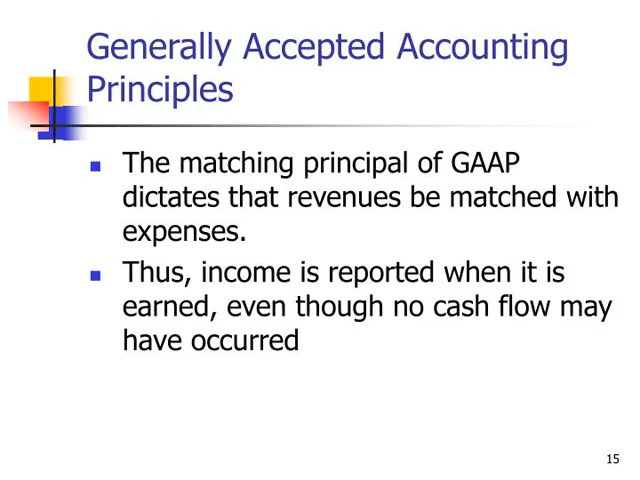 Generally Accepted Accounting
Principles
The matching principal of GAAP
dictates that revenues be matched with
expenses.
Thus, income is reported when it is
earned, even though no cash flow may
have occurred
15